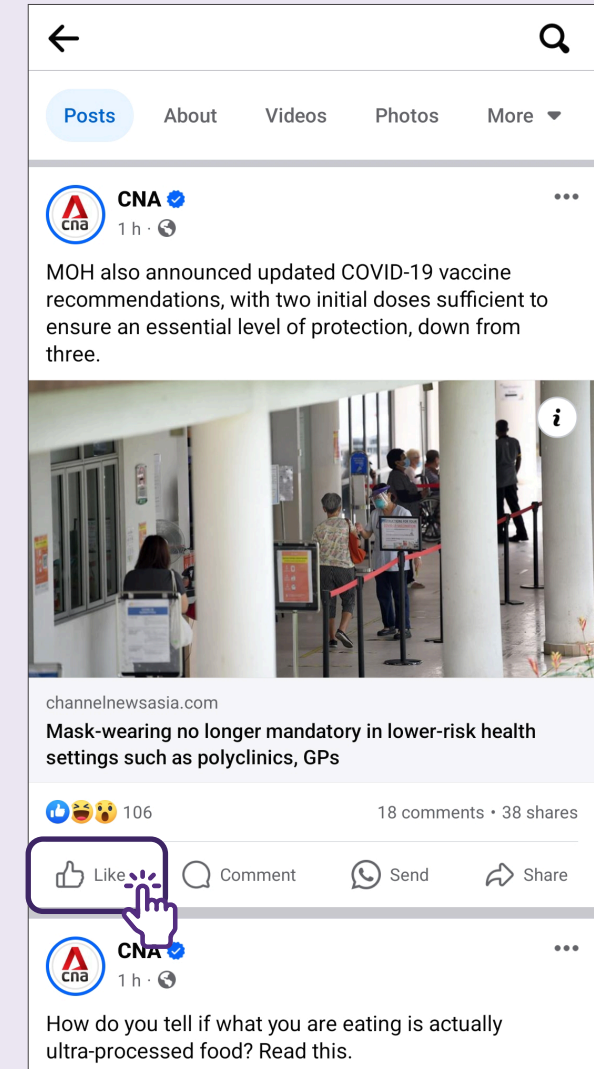 Posts About Videos Photos More
CNA
cna
1 h ·
MOH also announced updated COVID-19 vaccine
recommendations, with two initial doses sufficient to
ensure an essential level of protection, down from
three.
i
channelnewsasia.com
Mask-wearing no longer mandatory in lower-risk health
settings such as polyclinics, GPs
106 18 comments • 38 shares
Like Comment Send Share
CNA
cna
1 h ·
How do you tell if what you are eating is actually
ultra-processed food? Read this.